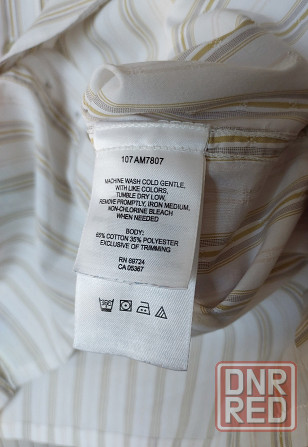 107 AM7807
MACHINE WASH COLD GENTLE,
WITH LIKE COLORS,
TUMBLE DRY LOW,
REMOVE PROMPTLY, IRON MEDIUM,
NON-CHLORINE BLEACH
WHEN NEEDED
BODY:
65% COTTON 35% POLYESTER
EXCLUSIVE OF TRIMMING
RN 69724
CA 05367
DNR
RED